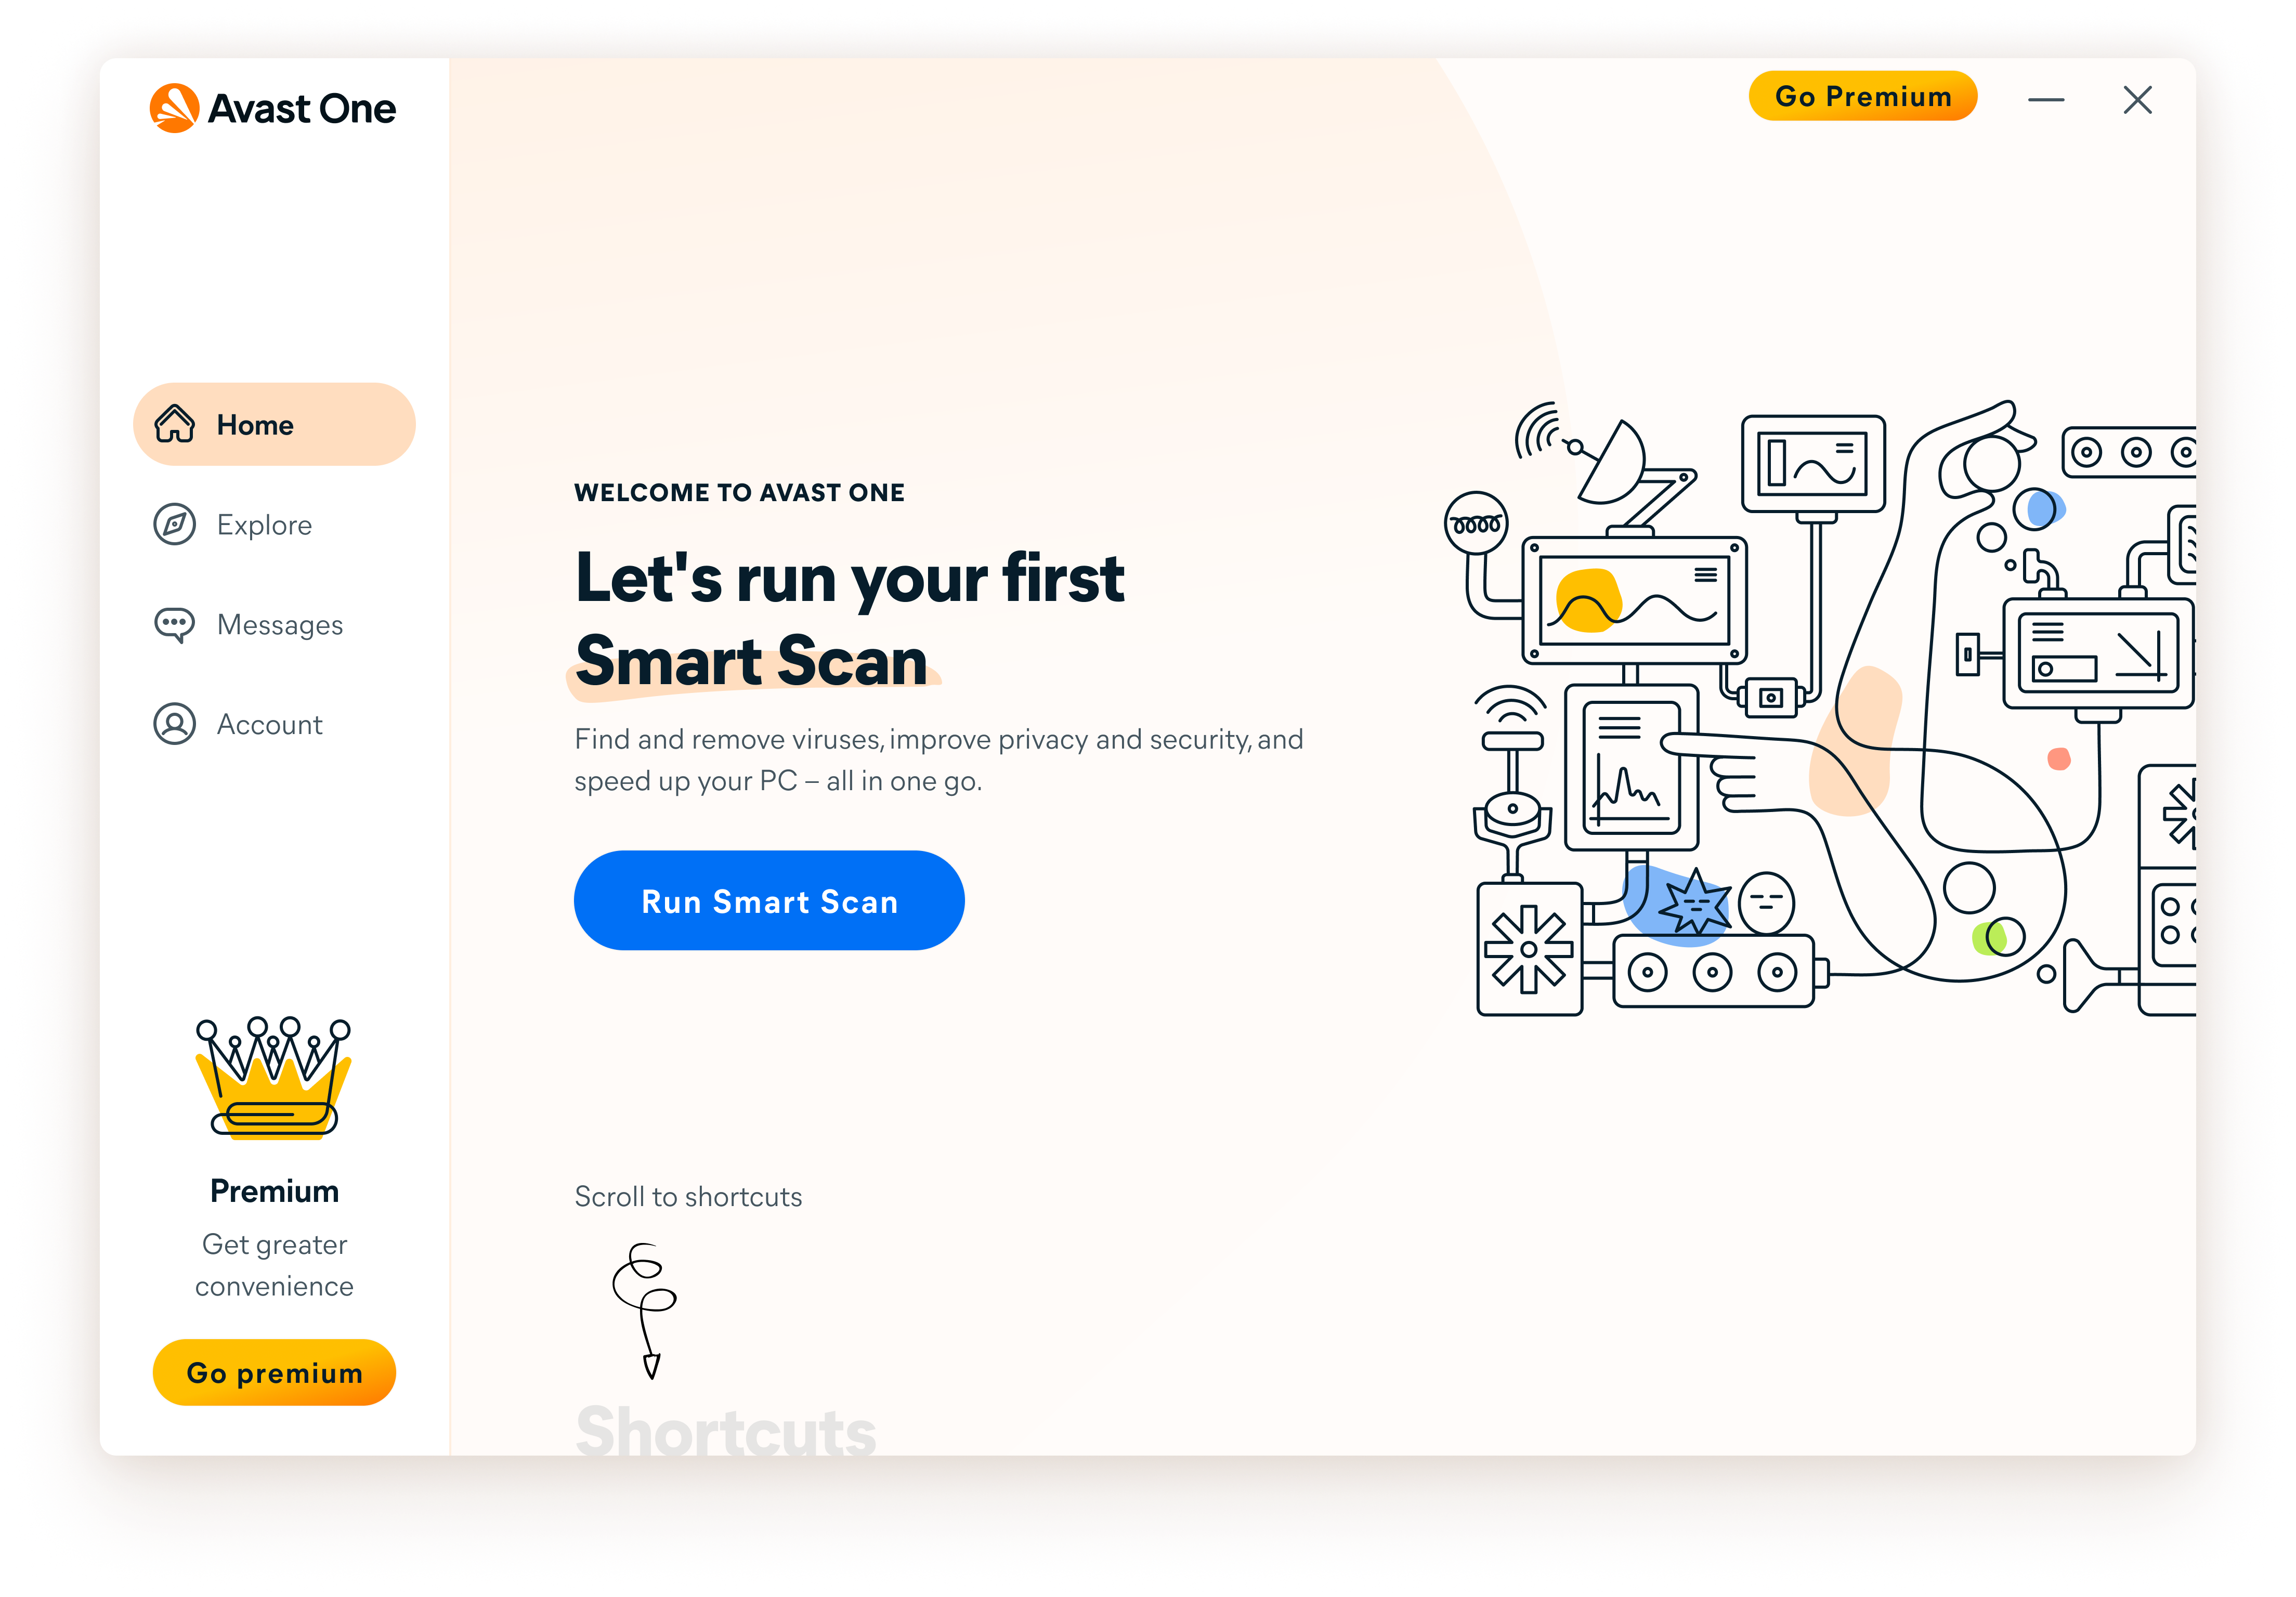 Avast One
Go Premium
Home
Explore
Messages
Account
WELCOME TO AVAST ONE
Let's run your first
Smart Scan
Find and remove viruses, improve privacy and security, and
speed up your PC – all in one go.
Run Smart Scan
Premium
Get greater
convenience
Go premium
Scroll to shortcuts
Shortcuts